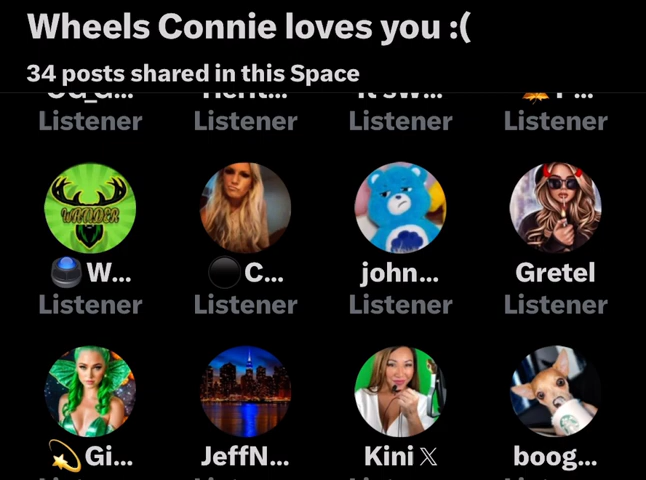 Wheels Connie loves you :(
34 posts shared in this Space
Listener Listener Listener Listener
WRUDER
W... C... john... Gretel
Listener Listener Listener Listener
Gi... JeffN... Kini 𝕏 boog...